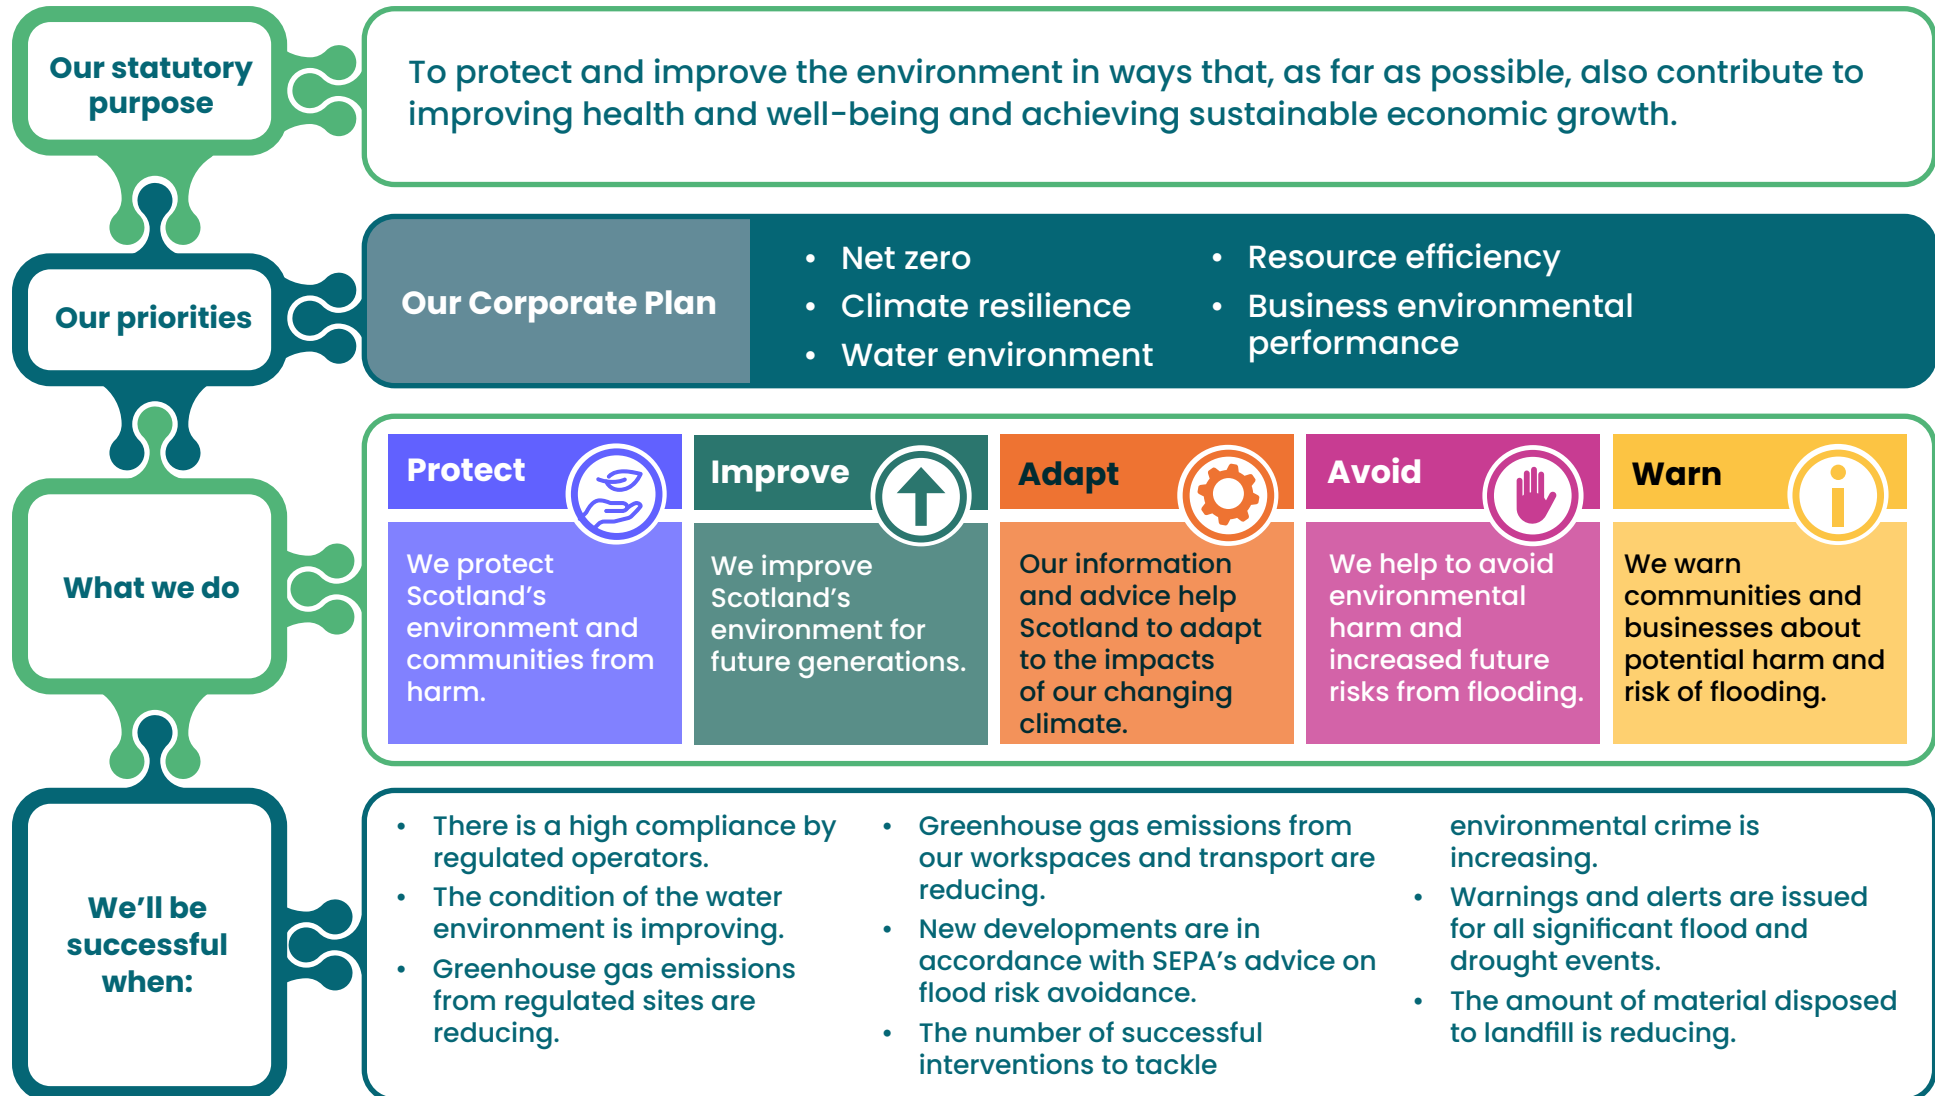 Our statutory
purpose
To protect and improve the environment in ways that, as far as possible, also contribute to
improving health and well-being and achieving sustainable economic growth.
Our priorities
Our Corporate Plan
• Net zero
• Climate resilience
• Water environment
• Resource efficiency
• Business environmental
performance
What we do
Protect
We protect
Scotland’s
environment and
communities from
harm.
Improve
We improve
Scotland’s
environment for
future generations.
Adapt
Our information
and advice help
Scotland to adapt
to the impacts
of our changing
climate.
Avoid
We help to avoid
environmental
harm and
increased future
risks from flooding.
Warn
We warn
communities and
businesses about
potential harm and
risk of flooding.
We’ll be
successful
when:
• There is a high compliance by
regulated operators.
• The condition of the water
environment is improving.
• Greenhouse gas emissions
from regulated sites are
reducing.
• Greenhouse gas emissions from
our workspaces and transport are
reducing.
• New developments are in
accordance with SEPA’s advice on
flood risk avoidance.
• The number of successful
interventions to tackle
environmental crime is
increasing.
• Warnings and alerts are issued
for all significant flood and
drought events.
• The amount of material disposed
to landfill is reducing.